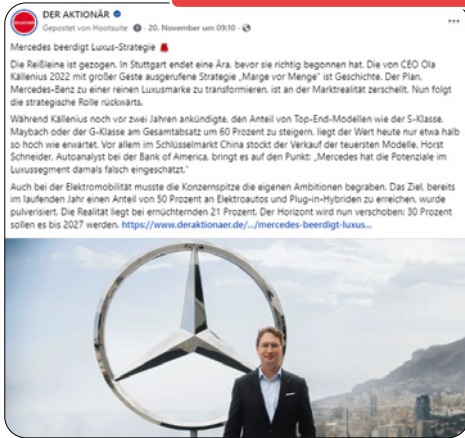 DER AKTIONÄR
Gepostet von Hootsuite · 20. November um 09:10 ·
Mercedes beerdigt Luxus-Strategie
Die Reißleine ist gezogen. In Stuttgart endet eine Ära, bevor sie richtig begonnen hat. Die von CEO Ola
Källenius 2022 mit großer Geste ausgerufene Strategie „Marge vor Menge" ist Geschichte. Der Plan,
Mercedes-Benz zu einer reinen Luxusmarke zu transformieren, ist an der Marktrealität zerschellt. Nun folgt
die strategische Rolle rückwärts.
Während Källenius noch vor zwei Jahren ankündigte, den Anteil von Top-End-Modellen wie der S-Klasse,
Maybach oder der G-Klasse am Gesamtabsatz um 60 Prozent zu steigern, liegt der Wert heute nur etwa halb
so hoch wie erwartet. Vor allem im Schlüsselmarkt China stockt der Verkauf der teuersten Modelle. Horst
Schneider, Autoanalyst bei der Bank of America, bringt es auf den Punkt: „Mercedes hat die Potenziale im
Luxussegment damals falsch eingeschätzt."
Auch bei der Elektromobilität musste die Konzernspitze die eigenen Ambitionen begraben. Das Ziel, bereits
im laufenden Jahr einen Anteil von 50 Prozent an Elektroautos und Plug-in-Hybriden zu erreichen, wurde
pulverisiert. Die Realität liegt bei ernüchternden 21 Prozent. Der Horizont wird nun verschoben: 30 Prozent
sollen es bis 2027 werden. https://www.deraktionaer.de/.../mercedes-beerdigt-luxus...